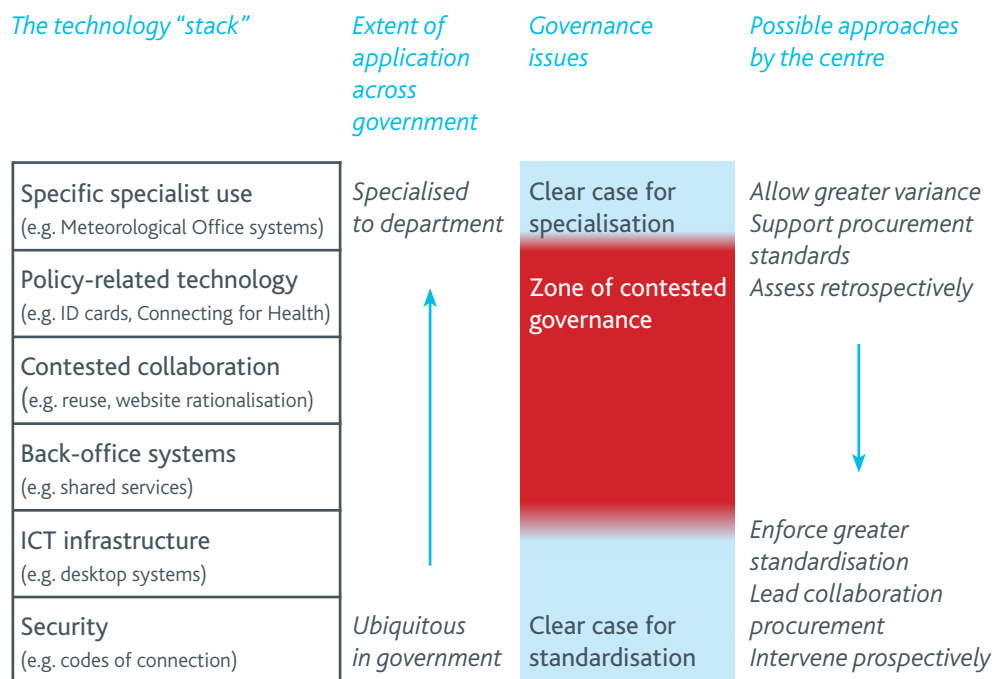 The technology “stack”
Extent of
application
across
government
Governance
issues
Possible approaches
by the centre
Specific specialist use
(e.g. Meteorological Office systems)
Policy-related technology
(e.g. ID cards, Connecting for Health)
Contested collaboration
(e.g. reuse, website rationalisation)
Back-office systems
(e.g. shared services)
ICT infrastructure
(e.g. desktop systems)
Security
(e.g. codes of connection)
Specialised
to department
Ubiquitous
in government
Clear case for
specialisation
Zone of contested
governance
Clear case for
standardisation
Allow greater variance
Support procurement
standards
Assess retrospectively
Enforce greater
standardisation
Lead collaboration
procurement
Intervene prospectively